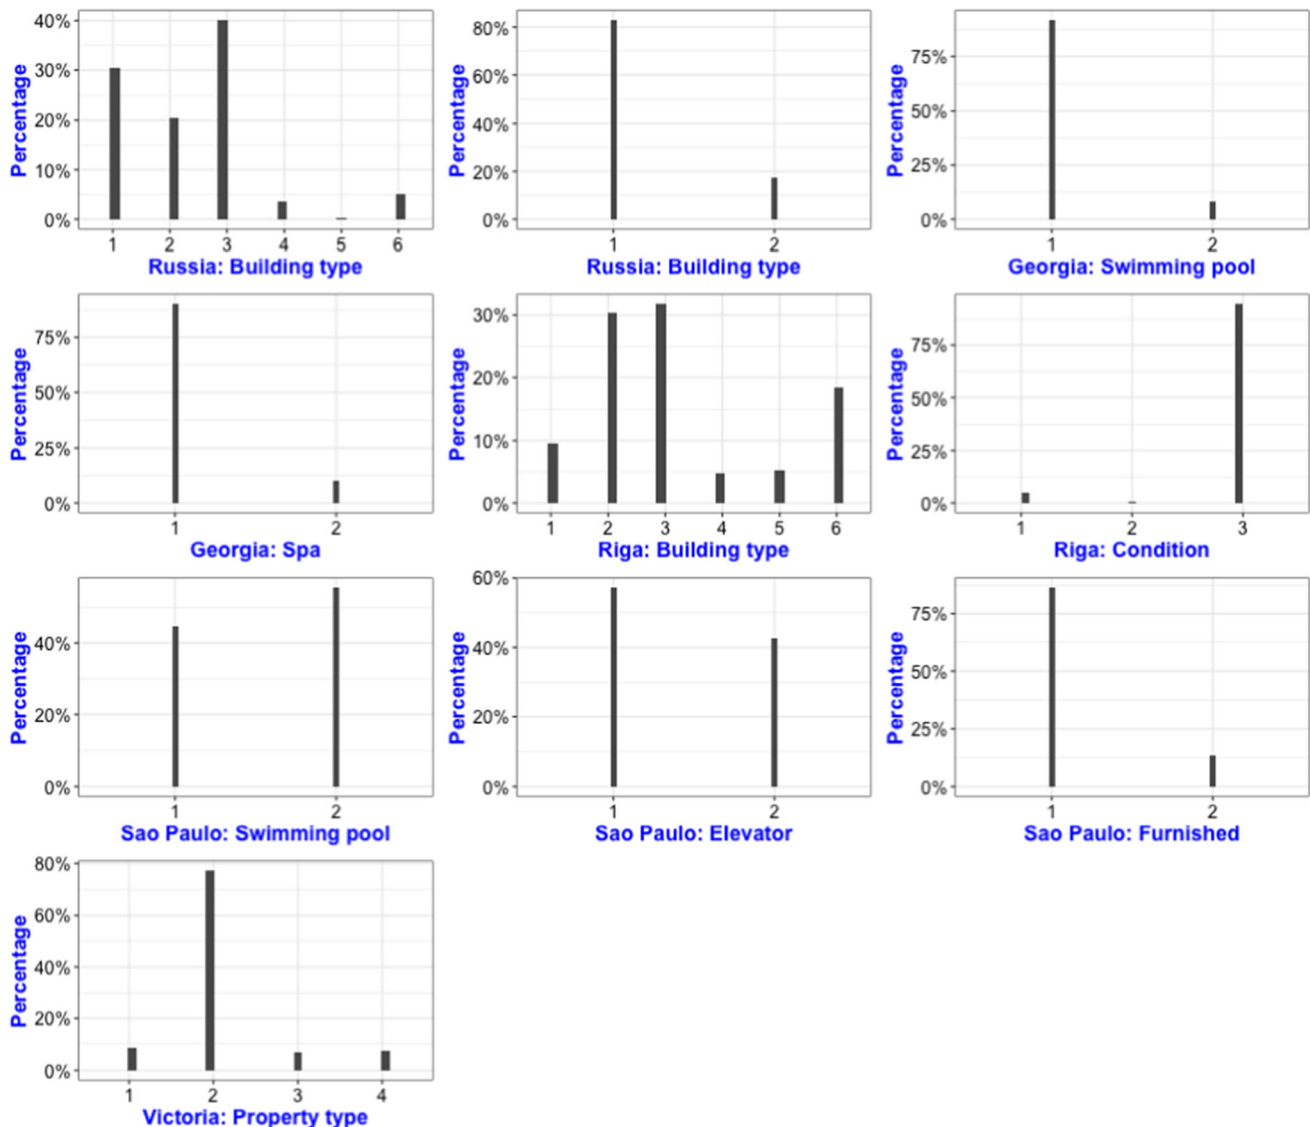 Percentage
40%
30%
20%
10%
0%
1 2 3 4 5 6
Russia: Building type
Percentage
80%
60%
40%
20%
0%
1 2
Russia: Building type
Percentage
75%
50%
25%
0%
1 2
Georgia: Swimming pool
Percentage
75%
50%
25%
0%
1 2
Georgia: Spa
Percentage
30%
20%
10%
0%
1 2 3 4 5 6
Riga: Building type
Percentage
75%
50%
25%
0%
1 2 3
Riga: Condition
Percentage
40%
20%
0%
1 2
Sao Paulo: Swimming pool
Percentage
60%
40%
20%
0%
1 2
Sao Paulo: Elevator
Percentage
75%
50%
25%
0%
1 2
Sao Paulo: Furnished
Percentage
80%
60%
40%
20%
0%
1 2 3 4
Victoria: Property type